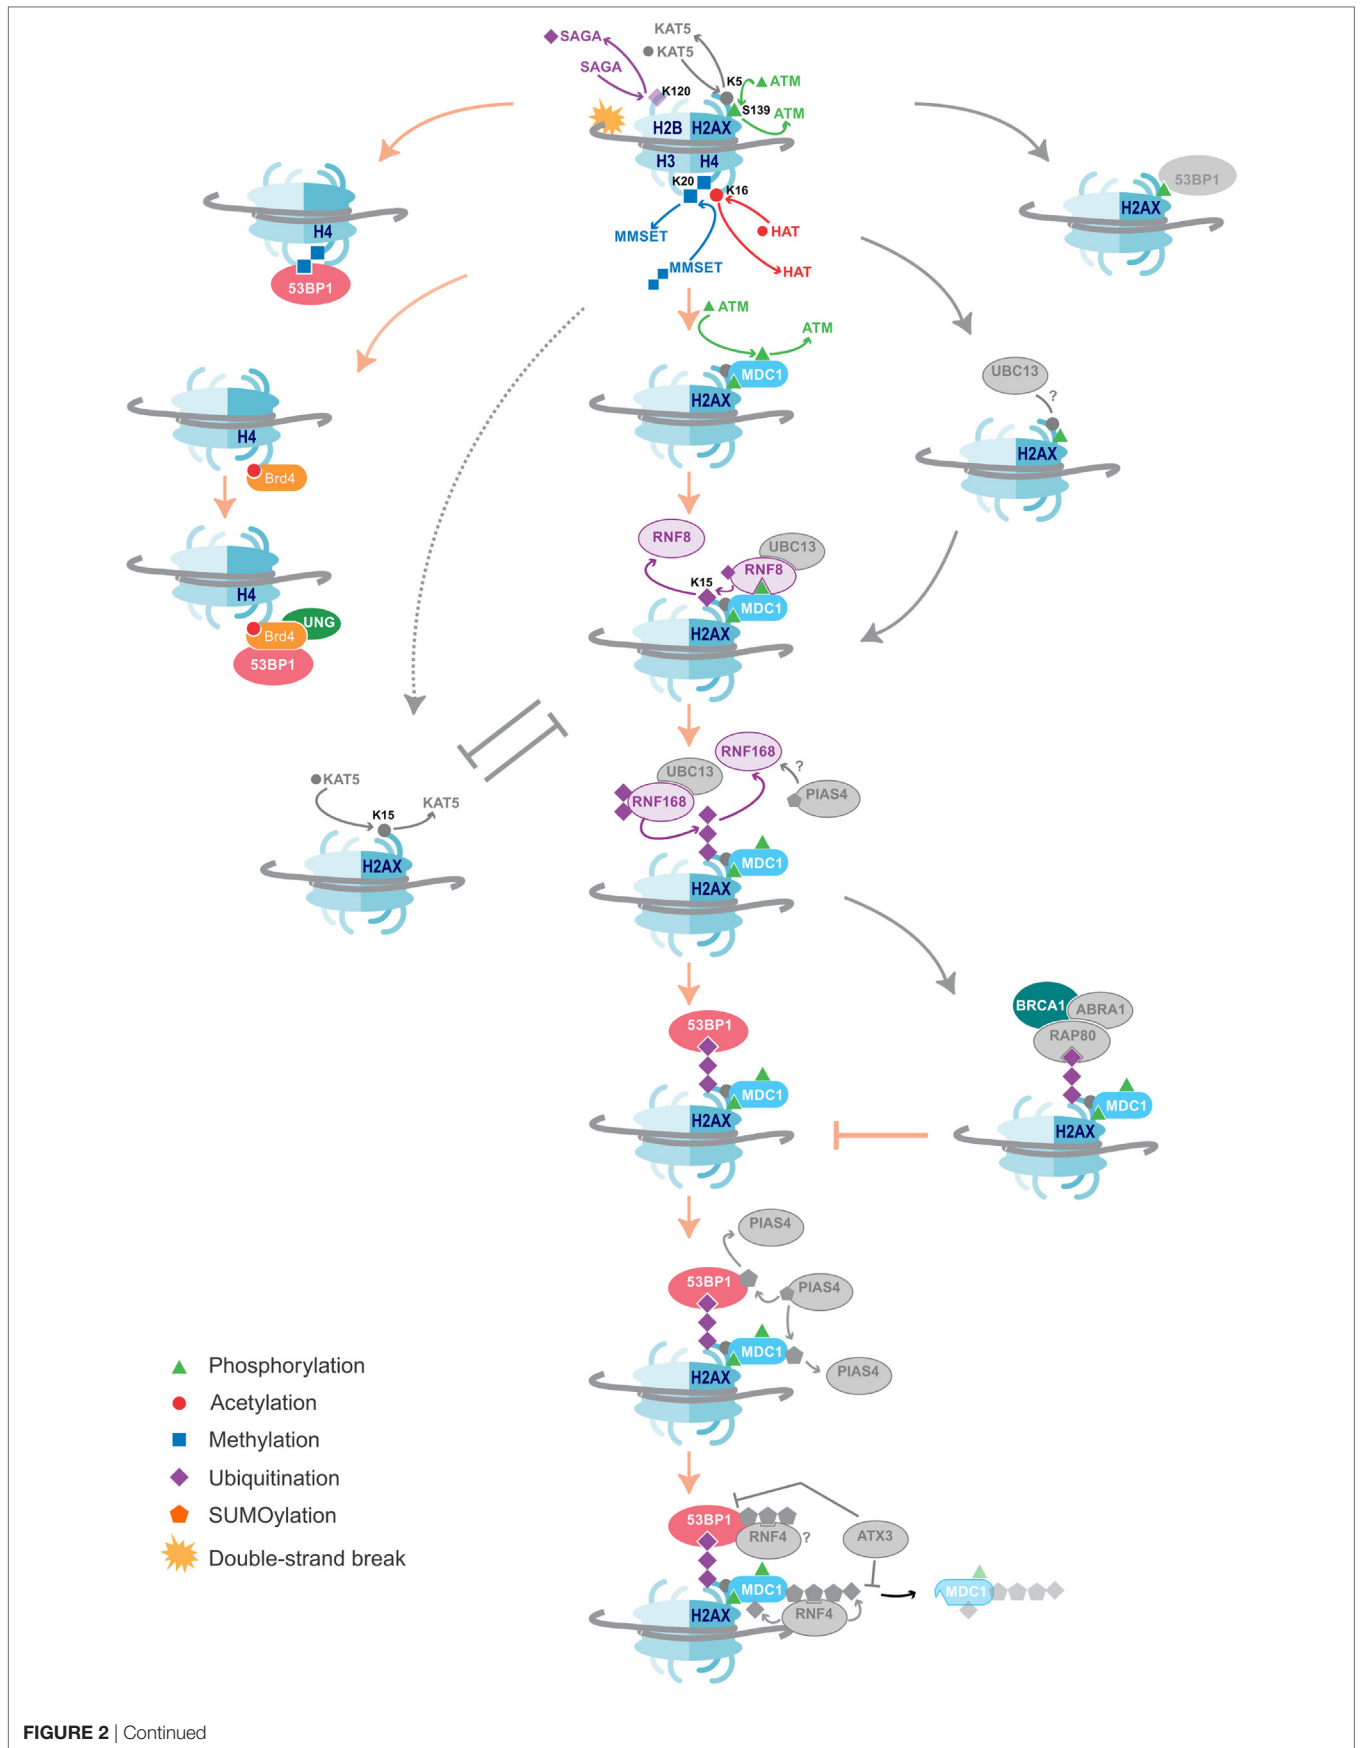 KAT5
SAGA
KAT5
SAGA
K5
ATM
K120
S139
ATM
H2B
H2AX
H3
H4
K20
K16
MMSET
HAT
MMSET
HAT
H4
53BP1
53BP1
H2AX
ATM
ATM
MDC1
H2AX
UBC13
?
H2AX
H4
Brd4
H4
UNG
Brd4
53BP1
RNF8
UBC13
RNF8
K15
MDC1
H2AX
RNF168
?
UBC13
RNF168
PIAS4
MDC1
H2AX
KAT5
KAT5
K15
H2AX
53BP1
MDC1
H2AX
BRCA1
ABRA1
RAP80
MDC1
H2AX
PIAS4
53BP1
PIAS4
MDC1
PIAS4
H2AX
Phosphorylation
Acetylation
Methylation
Ubiquitination
SUMOylation
Double-strand break
53BP1
RNF4
?
ATX3
MDC1
RNF4
H2AX
MDC1
FIGURE 2 | Continued